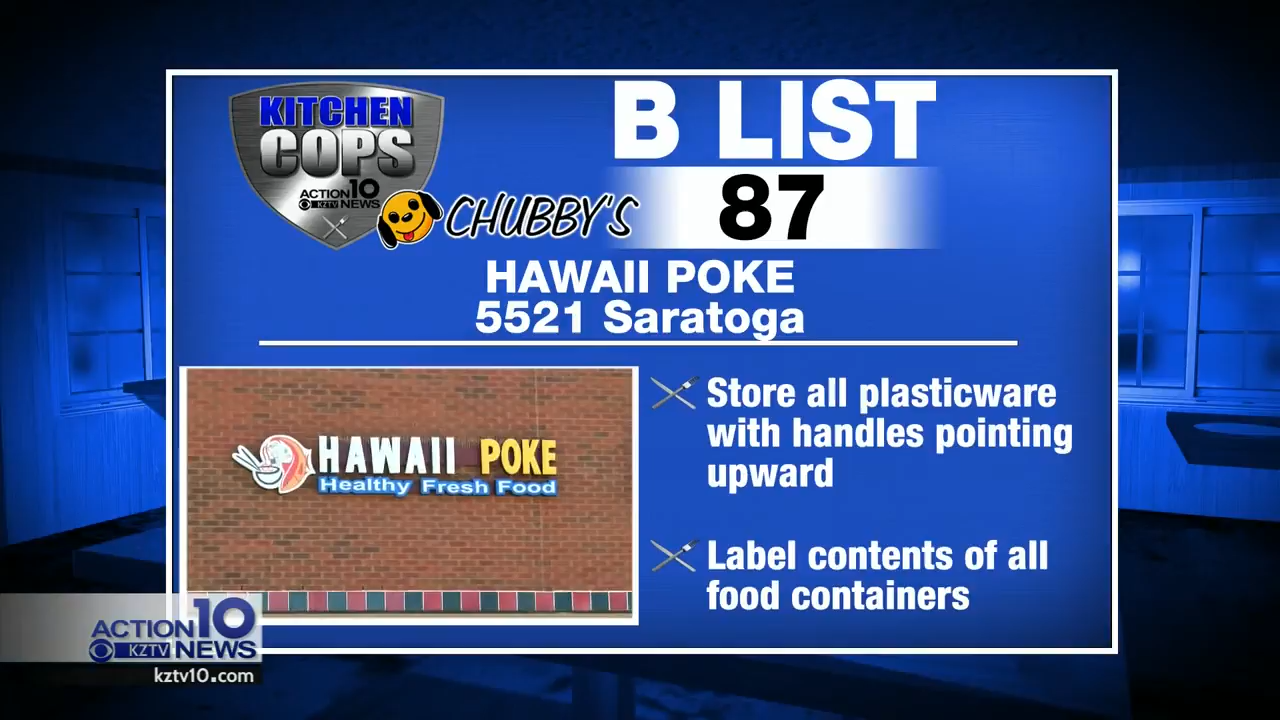 KITCHEN
COPS
ACTION 10
KZTV NEWS
CHUBBY'S
B LIST
87
HAWAII POKE
5521 Saratoga
HAWAII POKE
Healthy Fresh Food
Store all plasticware
with handles pointing
upward
Label contents of all
food containers
ACTION 10
KZTV NEWS
kztv10.com